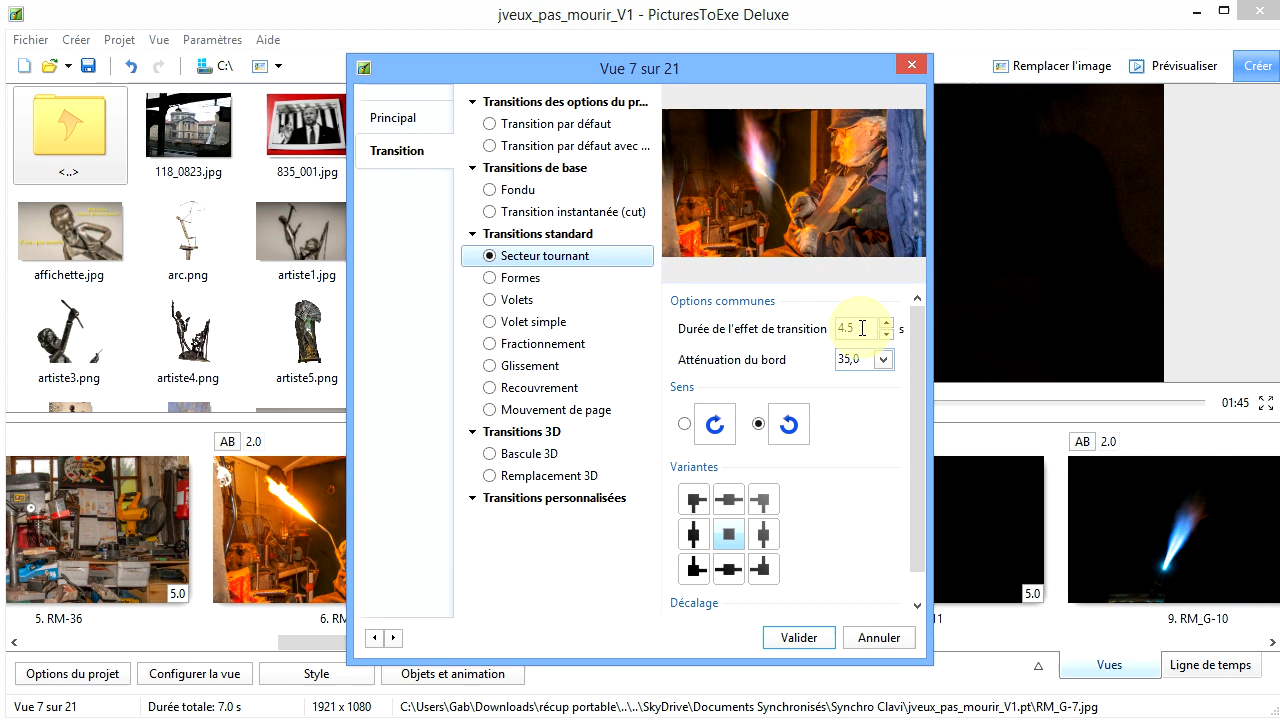 jveux_pas_mourir_V1 - PicturesToExe Deluxe
Fichier Créer Projet Vue Paramètres Aide
C:\
Remplacer l'image Prévisualiser Créer
Vue 7 sur 21
<..>
118_0823.jpg
835_001.jpg
affichette.jpg
arc.png
artiste1.jpg
artiste3.png
artiste4.png
artiste5.png
Principal
Transition
Transitions des options du pr...
Transition par défaut
Transition par défaut avec ...
Transitions de base
Fondu
Transition instantanée (cut)
Transitions standard
Secteur tournant
Formes
Volets
Volet simple
Fractionnement
Glissement
Recouvrement
Mouvement de page
Transitions 3D
Bascule 3D
Remplacement 3D
Transitions personnalisées
Options communes
Durée de l'effet de transition 4.5 s
Atténuation du bord 35,0
Sens
Variantes
Décalage
Valider Annuler
01:45
AB 2.0
AB 2.0
5.0
5.0
5. RM-36
6. RM
11
9. RM_G-10
Options du projet Configurer la vue Style Objets et animation
Vues Ligne de temps
Vue 7 sur 21 Durée totale: 7.0 s 1921 x 1080 C:\Users\Gab\Downloads\récup portable\..\..\SkyDrive\Documents Synchronisés\Synchro Clavi\jveux_pas_mourir_V1.pt\RM_G-7.jpg